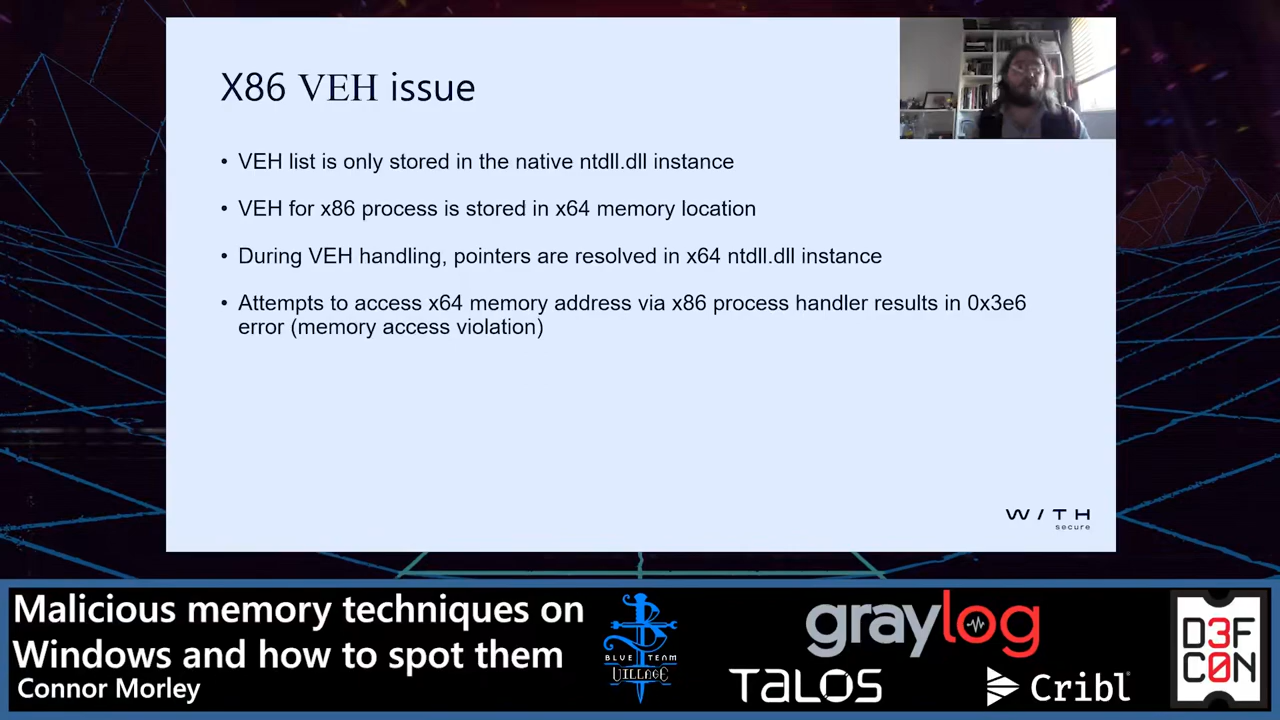 X86 VEH issue
• VEH list is only stored in the native ntdll.dll instance
• VEH for x86 process is stored in x64 memory location
• During VEH handling, pointers are resolved in x64 ntdll.dll instance
• Attempts to access x64 memory address via x86 process handler results in 0x3e6
error (memory access violation)
W / T H
secure
Malicious memory techniques on
Windows and how to spot them
Connor Morley
BLUE TEAM
VILLAGE
graylog
TALOS
Cribl
D3F
C0N